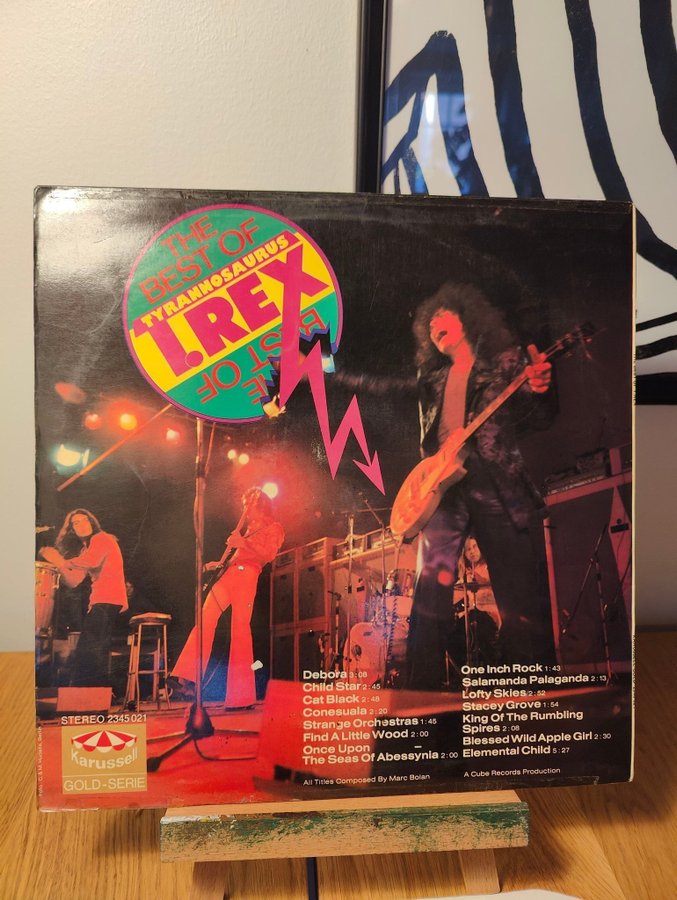 THE
BEST OF
TYRANNOSAURUS
T.REX
BEST OF
THE
Debora 3:08
Child Star 2:45
Cat Black 2:48
Conesuala 2:20
Strange Orchestras 1:45
Find A Little Wood 2:00
Once Upon
The Seas Of Abessynia 2:00
All Titles Composed By Marc Bolan
One Inch Rock 1:43
Salamanda Palaganda 2:13
Lofty Skies 2:52
Stacey Grove 1:54
King Of The Rumbling
Spires 2:08
Blessed Wild Apple Girl 2:30
Elemental Child 5:27
A Cube Records Production
STEREO 2345 021
Karussell
GOLD-SERIE